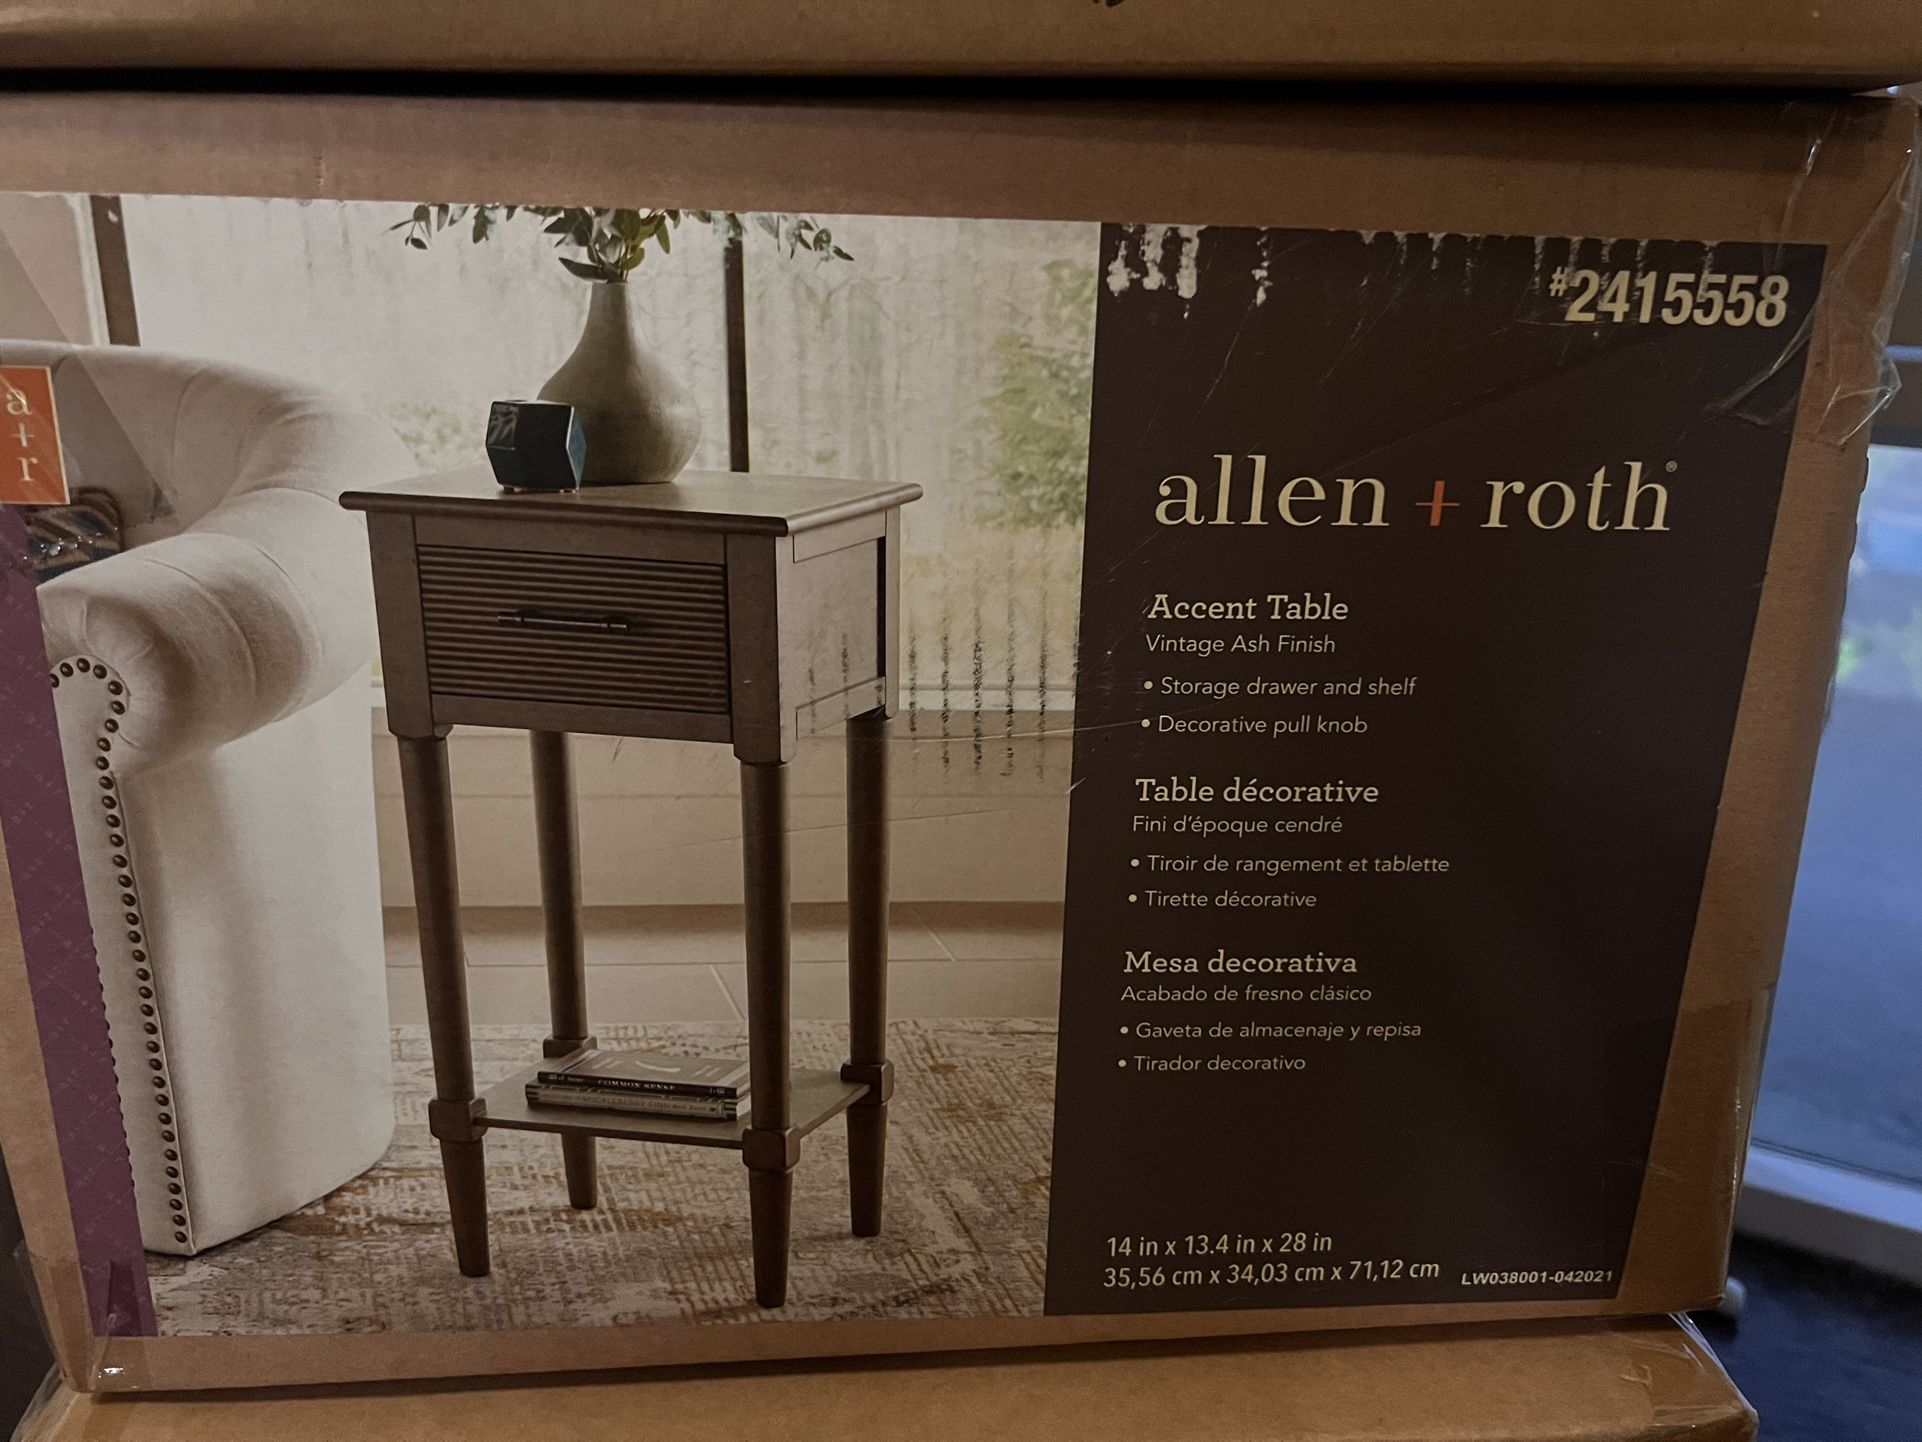 #2415558
a
+
r
allen + roth®
Accent Table
Vintage Ash Finish
• Storage drawer and shelf
• Decorative pull knob
Table décorative
Fini d'époque cendré
• Tiroir de rangement et tablette
• Tirette décorative
Mesa decorativa
Acabado de fresno clásico
• Gaveta de almacenaje y repisa
• Tirador decorativo
COMMON SENSE
HUCKLEBERRY FINN
14 in x 13.4 in x 28 in
35,56 cm x 34,03 cm x 71,12 cm
LW038001-042021